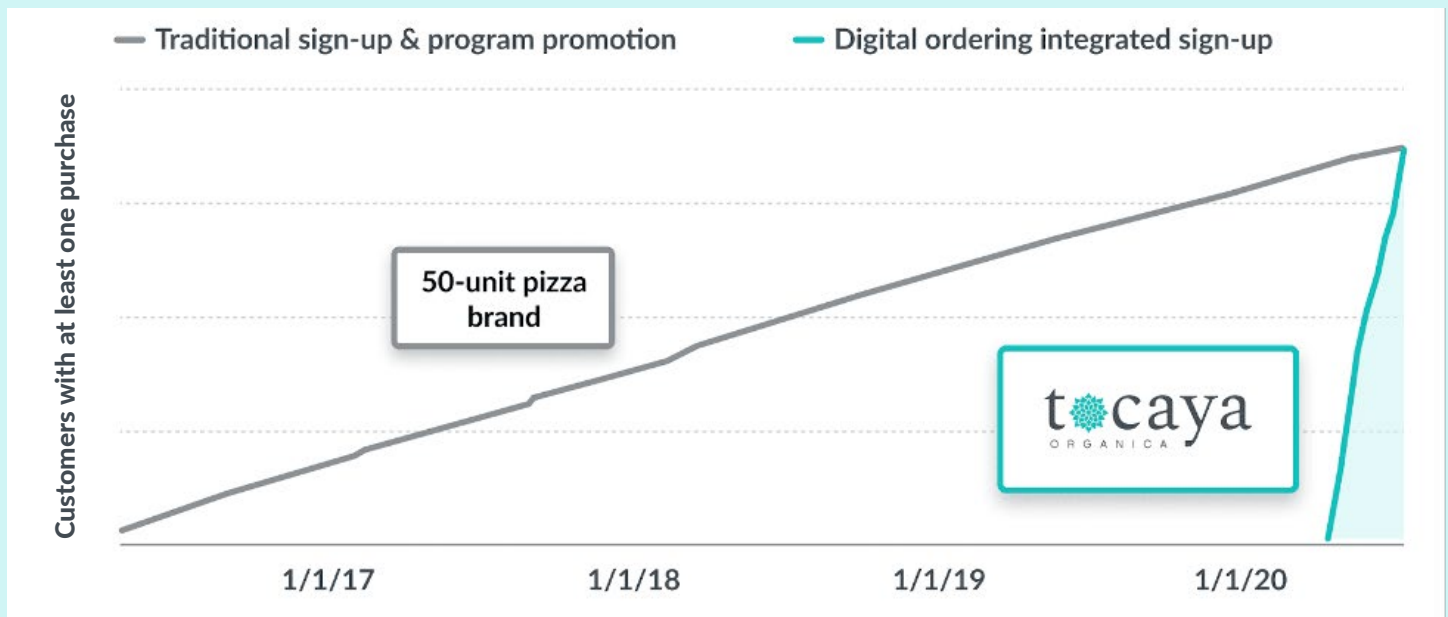 Traditional sign-up & program promotion
Digital ordering integrated sign-up
Customers with at least one purchase
50-unit pizza
brand
tocaya
ORGANICA
1/1/17
1/1/18
1/1/19
1/1/20